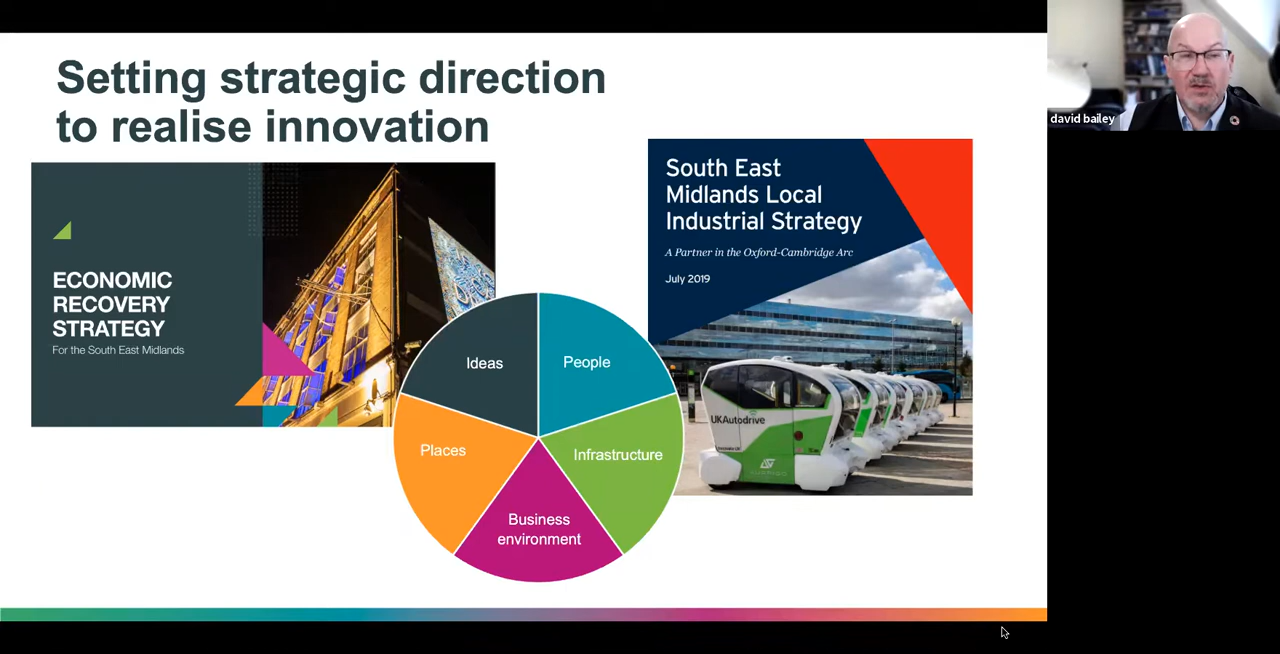 Setting strategic direction
to realise innovation
ECONOMIC
RECOVERY
STRATEGY
For the South East Midlands
South East
Midlands Local
Industrial Strategy
A Partner in the Oxford-Cambridge Arc
July 2019
UKAutodrive
Ideas
People
Places
Infrastructure
Business
environment
david bailey